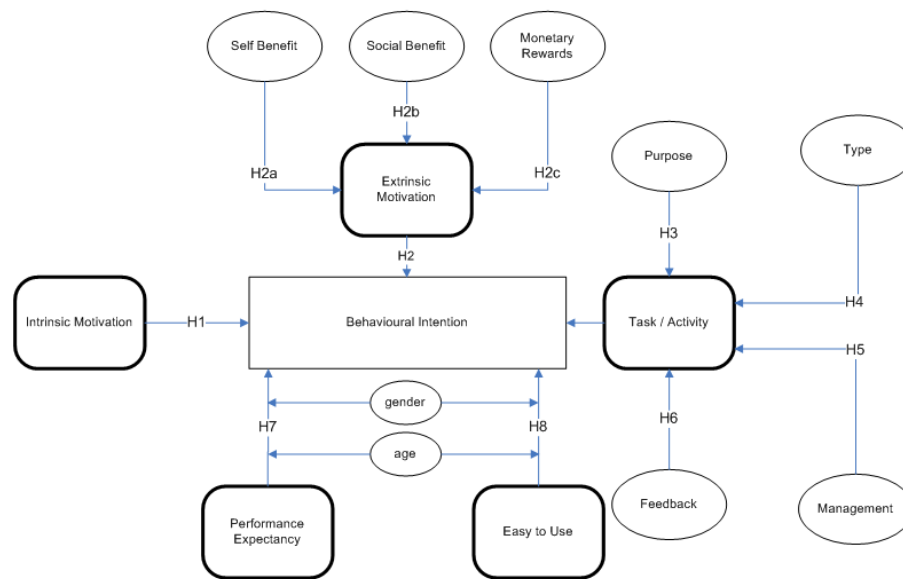 Self Benefit
Social Benefit
Monetary
Rewards
H2b
H2a
Extrinsic
Motivation
H2c
Purpose
Type
H2
H3
Intrinsic Motivation
H1
Behavioural Intention
Task / Activity
H4
H5
gender
H7
H8
H6
age
Performance
Expectancy
Easy to Use
Feedback
Management